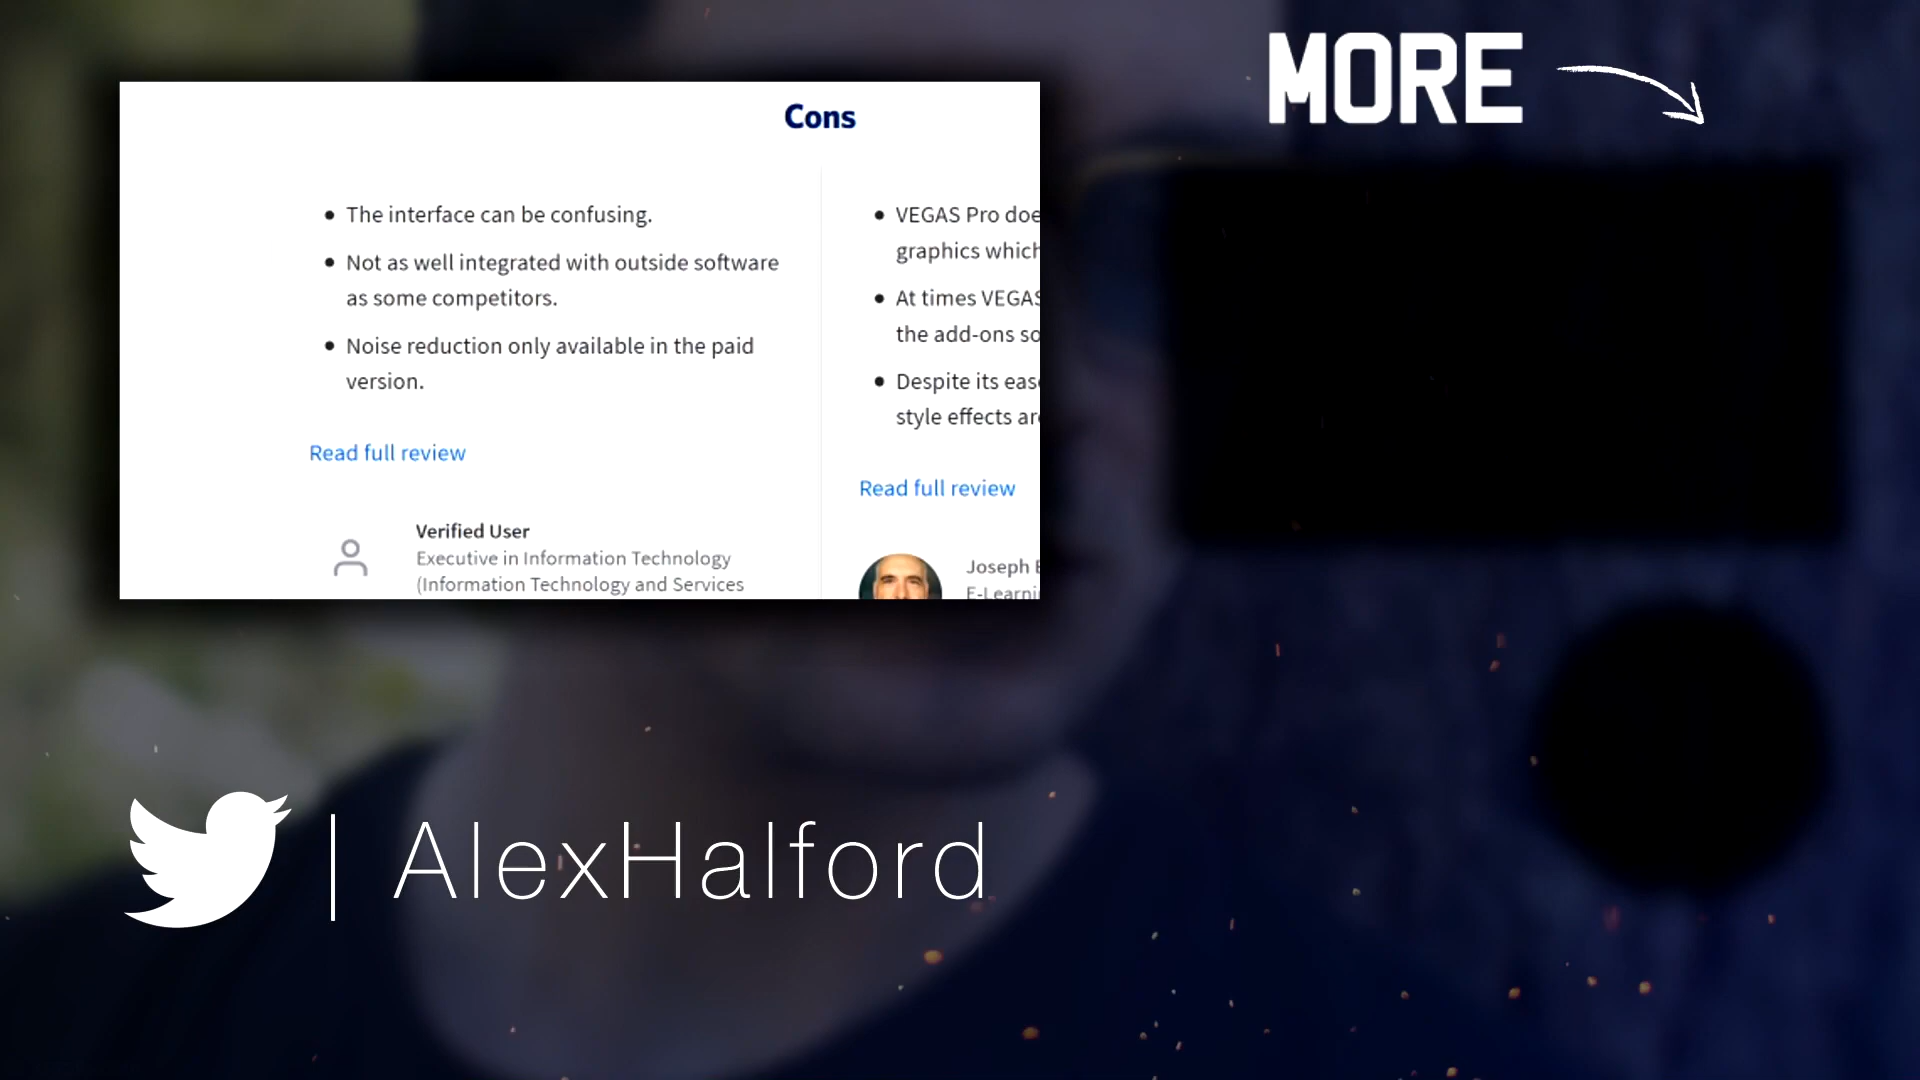 MORE
Cons
The interface can be confusing.
Not as well integrated with outside software
as some competitors.
Noise reduction only available in the paid
version.
Read full review
Verified User
Executive in Information Technology
(Information Technology and Services
VEGAS Pro doe
graphics which
At times VEGAS
the add-ons so
Despite its eas
style effects ar
Read full review
Joseph
E-Learni
| AlexHalford